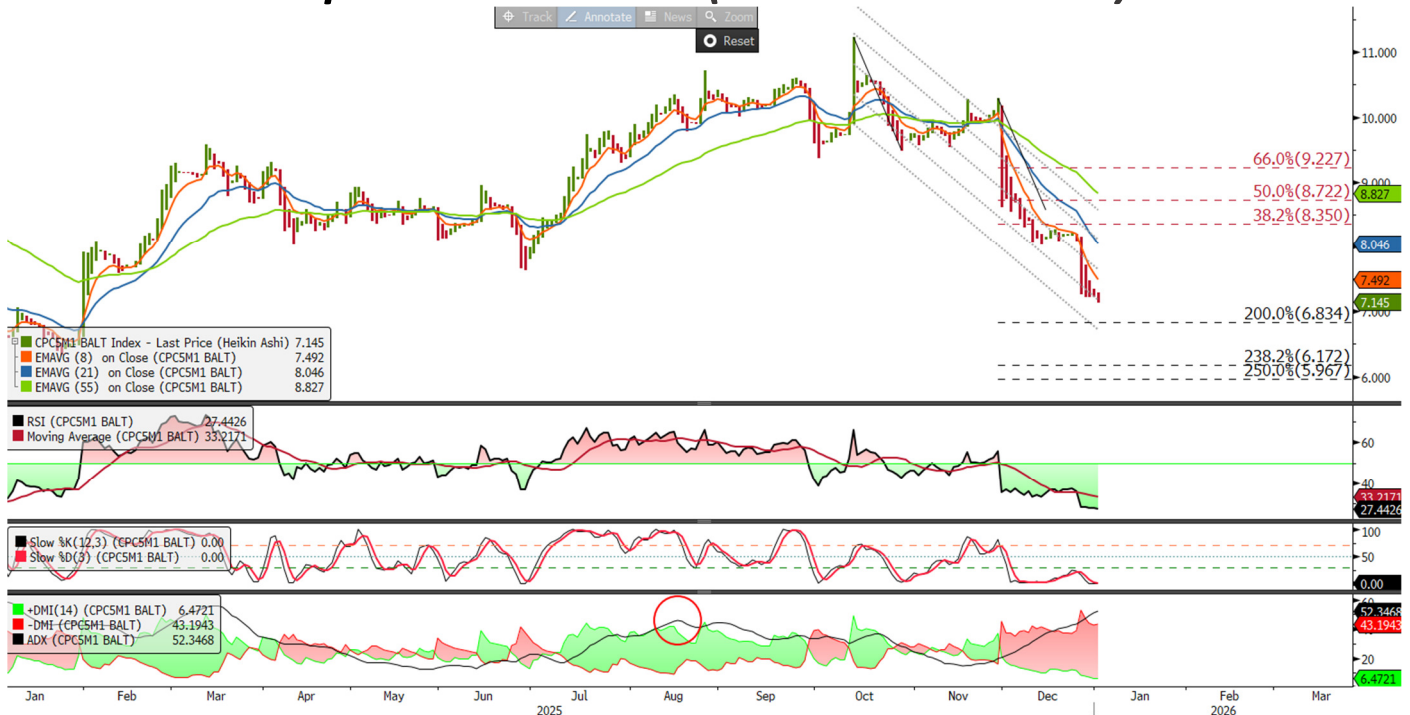 Track Annotate News Zoom
Reset
11.000
10.000
66.0%(9.227)
9.000
8.827
50.0%(8.722)
38.2%(8.350)
8.046
7.492
7.145
7.000
200.0%(6.834)
238.2%(6.172)
250.0%(5.967)
6.000
CPC5M1 BALT Index - Last Price (Heikin Ashi) 7.145
EMAVG (8) on Close (CPC5M1 BALT) 7.492
EMAVG (21) on Close (CPC5M1 BALT) 8.046
EMAVG (55) on Close (CPC5M1 BALT) 8.827
RSI (CPC5M1 BALT) 27.4426
Moving Average (CPC5M1 BALT) 33.2171
60
40
33.2171
27.4426
Slow %K(12,3) (CPC5M1 BALT) 0.00
Slow %D(3) (CPC5M1 BALT) 0.00
100
50
0.00
+DMI(14) (CPC5M1 BALT) 6.4721
-DMI (CPC5M1 BALT) 43.1943
ADX (CPC5M1 BALT) 52.3468
60
52.3468
43.1943
20
6.4721
Jan Feb Mar Apr May Jun Jul Aug Sep Oct Nov Dec Jan Feb Mar
2025 2026